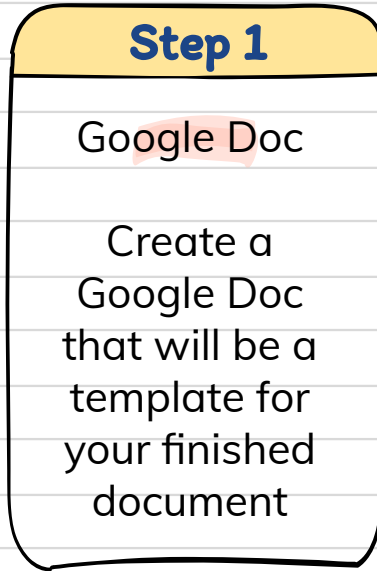 Step 1
Google Doc
Create a
Google Doc
that will be a
template for
your finished
document